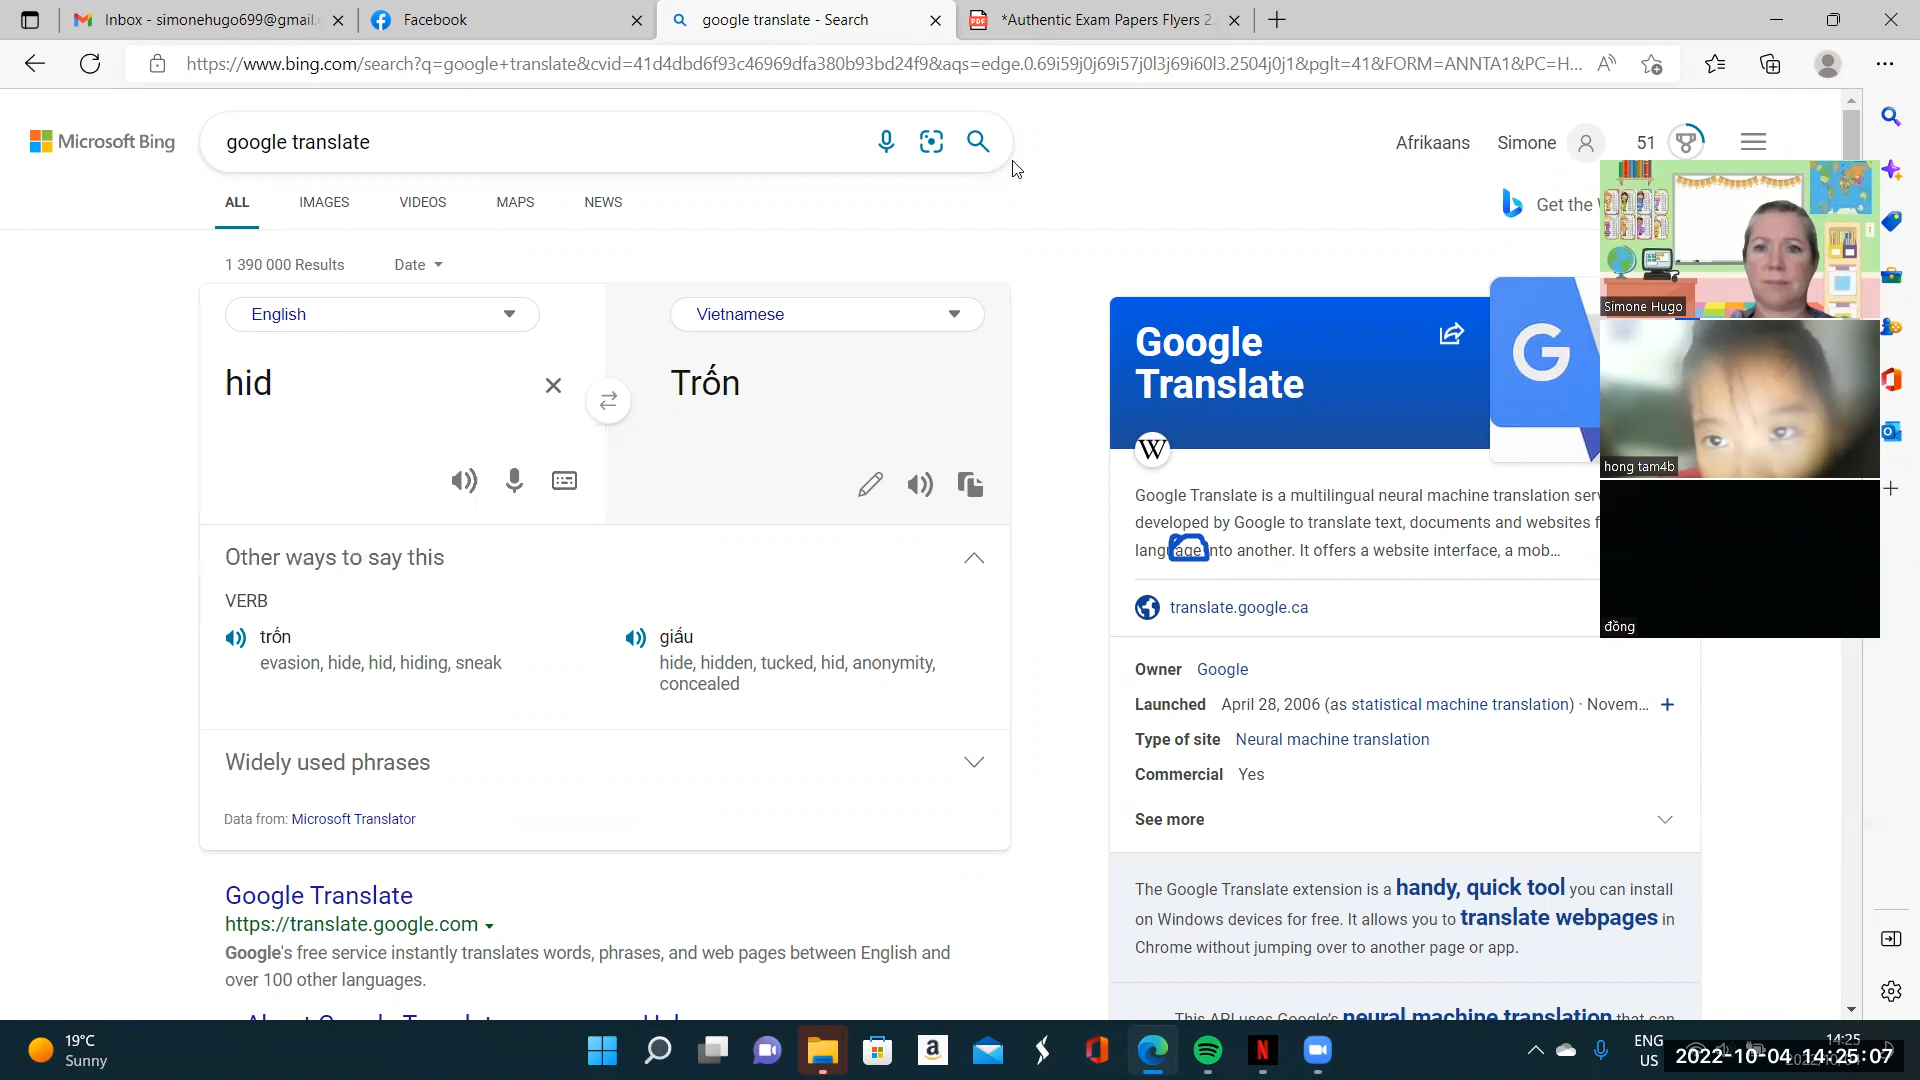 Inbox - simonehugo699@gmail.c
Facebook
google translate - Search
*Authentic Exam Papers Flyers 2
https://www.bing.com/search?q=google+translate&cvid=41d4dbd6f93c46969dfa380b93bd24f9&aqs=edge.0.69i59j0j69i57j0l3j69i60l3.2504j0j1&pglt=41&FORM=ANNTA1&PC=H...
Microsoft Bing
google translate
Afrikaans
Simone
51
ALL
IMAGES
VIDEOS
MAPS
NEWS
Get the
1 390 000 Results
Date
English
Vietnamese
hid
Trốn
Other ways to say this
VERB
trốn
evasion, hide, hid, hiding, sneak
giấu
hide, hidden, tucked, hid, anonymity,
concealed
Widely used phrases
Data from: Microsoft Translator
Google Translate
https://translate.google.com
Google's free service instantly translates words, phrases, and web pages between English and
over 100 other languages.
Google
Translate
W
Google Translate is a multilingual neural machine translation
developed by Google to translate text, documents and websites
language into another. It offers a website interface, a mob...
translate.google.ca
Owner Google
Launched April 28, 2006 (as statistical machine translation) · Novem...
Type of site Neural machine translation
Commercial Yes
See more
The Google Translate extension is a handy, quick tool you can install
on Windows devices for free. It allows you to translate webpages in
Chrome without jumping over to another page or app.
This API uses Google's neural machine translation that can
Simone Hugo
hong tam4b
đồng
19°C
Sunny
ENG
US
14:25
2022-10-04 14:25:07